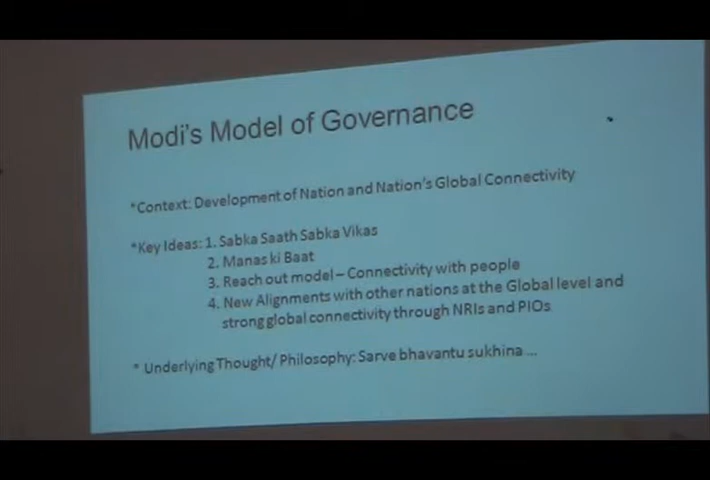 Modi's Model of Governance
*Context: Development of Nation and Nation's Global Connectivity
*Key Ideas: 1. Sabka Saath Sabka Vikas
2. Manas ki Baat
3. Reach out model – Connectivity with people
4. New Alignments with other nations at the Global level and
strong global connectivity through NRIs and PIOs
* Underlying Thought/ Philosophy: Sarve bhavantu sukhina ...